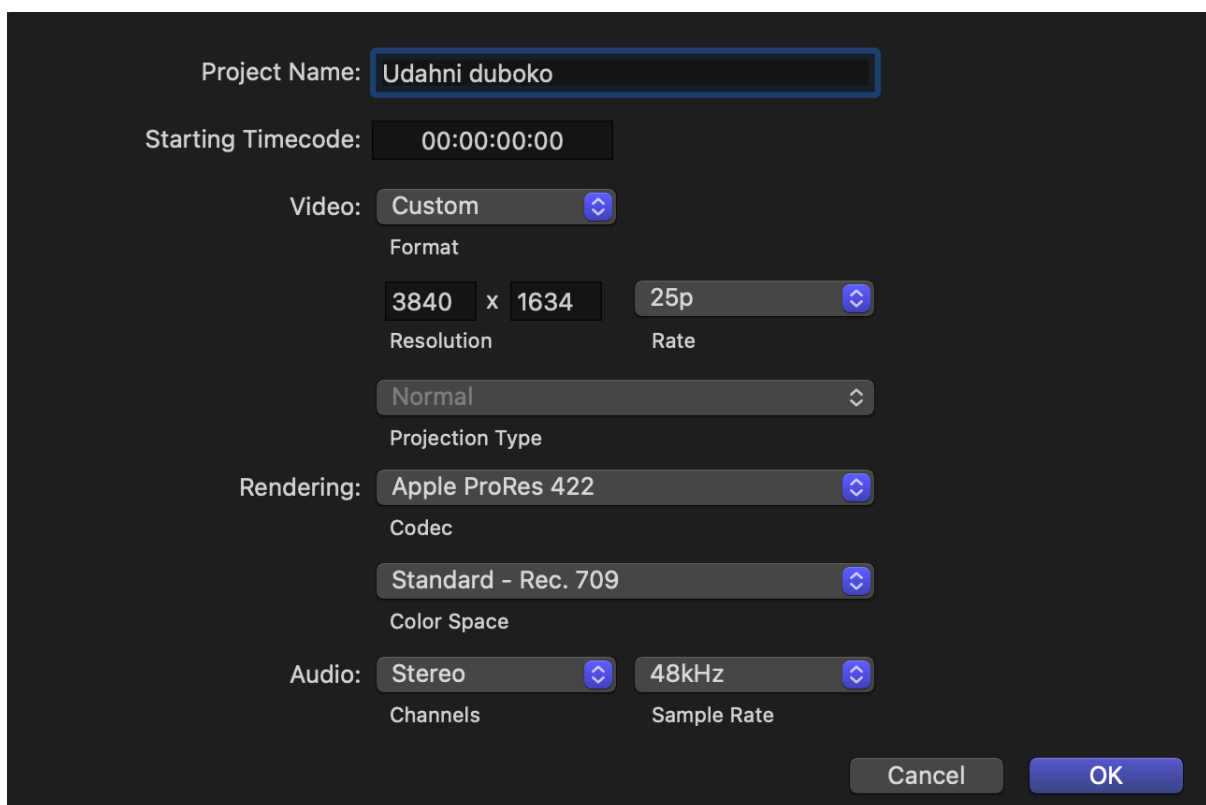 Project Name: Udahni duboko
Starting Timecode: 00:00:00:00
Video: Custom
Format
3840 x 1634 25p
Resolution Rate
Normal
Projection Type
Rendering: Apple ProRes 422
Codec
Standard - Rec. 709
Color Space
Audio: Stereo 48kHz
Channels Sample Rate
Cancel OK